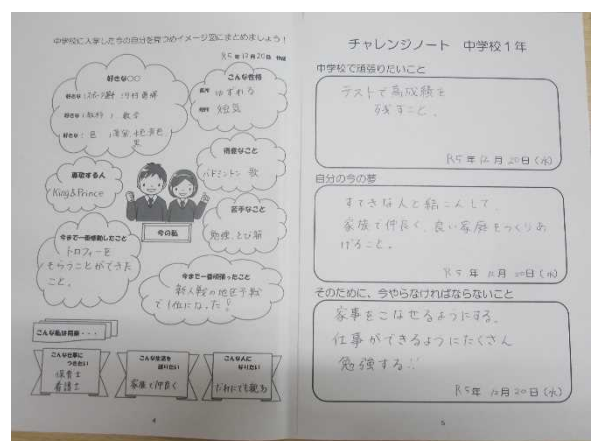 中学校に入学した今の自分を見つめイメージ図にまとめましょう！
R5年12月20日 時点
好きな○○
好きな（スポーツ選手）：
好きな（教科）：数学
好きな（色）：
こんな性格
長所 ゆずれる
短所 短気
尊敬する人
King&Prince
得意なこと
バドミントン 歌
苦手なこと
勉強、とび箱
今の私
今まで一番感動したこと
トロフィーを
もらうことができた
こと。
今まで一番頑張ったこと
新人戦の地区予戦
で1位になった！
こんな私は将来・・・
こんな仕事に
つきたい
保育士
看護士
こんな生活を
送りたい
家族で仲良く
こんな人に
なりたい
だれにでも親切
4
チャレンジノート 中学校1年
中学校で頑張りたいこと
テストで高成績を
残すこと。
R5年12月20日(水)
自分の今の夢
すてきな人と結こんして、
家族で仲良く、良い家庭をつくりあ
げること。
R5年12月20日(水)
そのために、今やらなければならないこと
家事をこなせるようにする。
仕事ができるようにたくさん
勉強する!!
R5年12月20日(水)
5